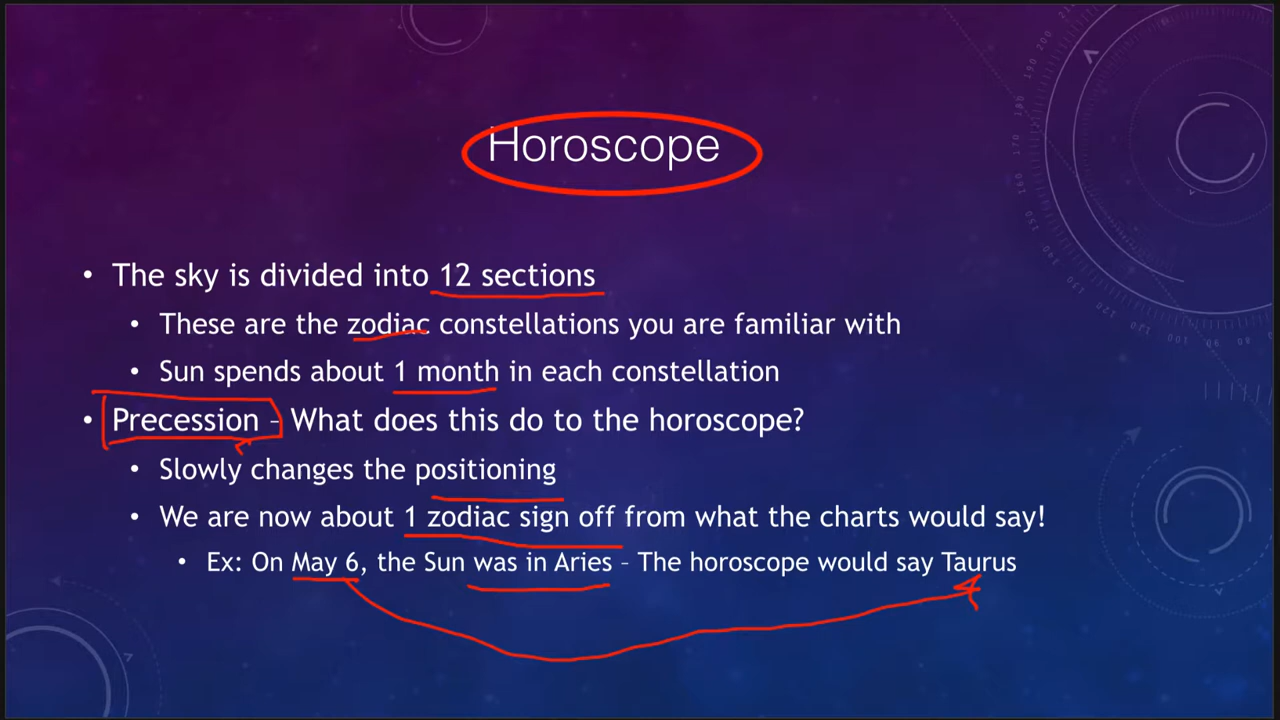 Horoscope
• The sky is divided into 12 sections
• These are the zodiac constellations you are familiar with
• Sun spends about 1 month in each constellation
• Precession – What does this do to the horoscope?
• Slowly changes the positioning
• We are now about 1 zodiac sign off from what the charts would say!
• Ex: On May 6, the Sun was in Aries – The horoscope would say Taurus